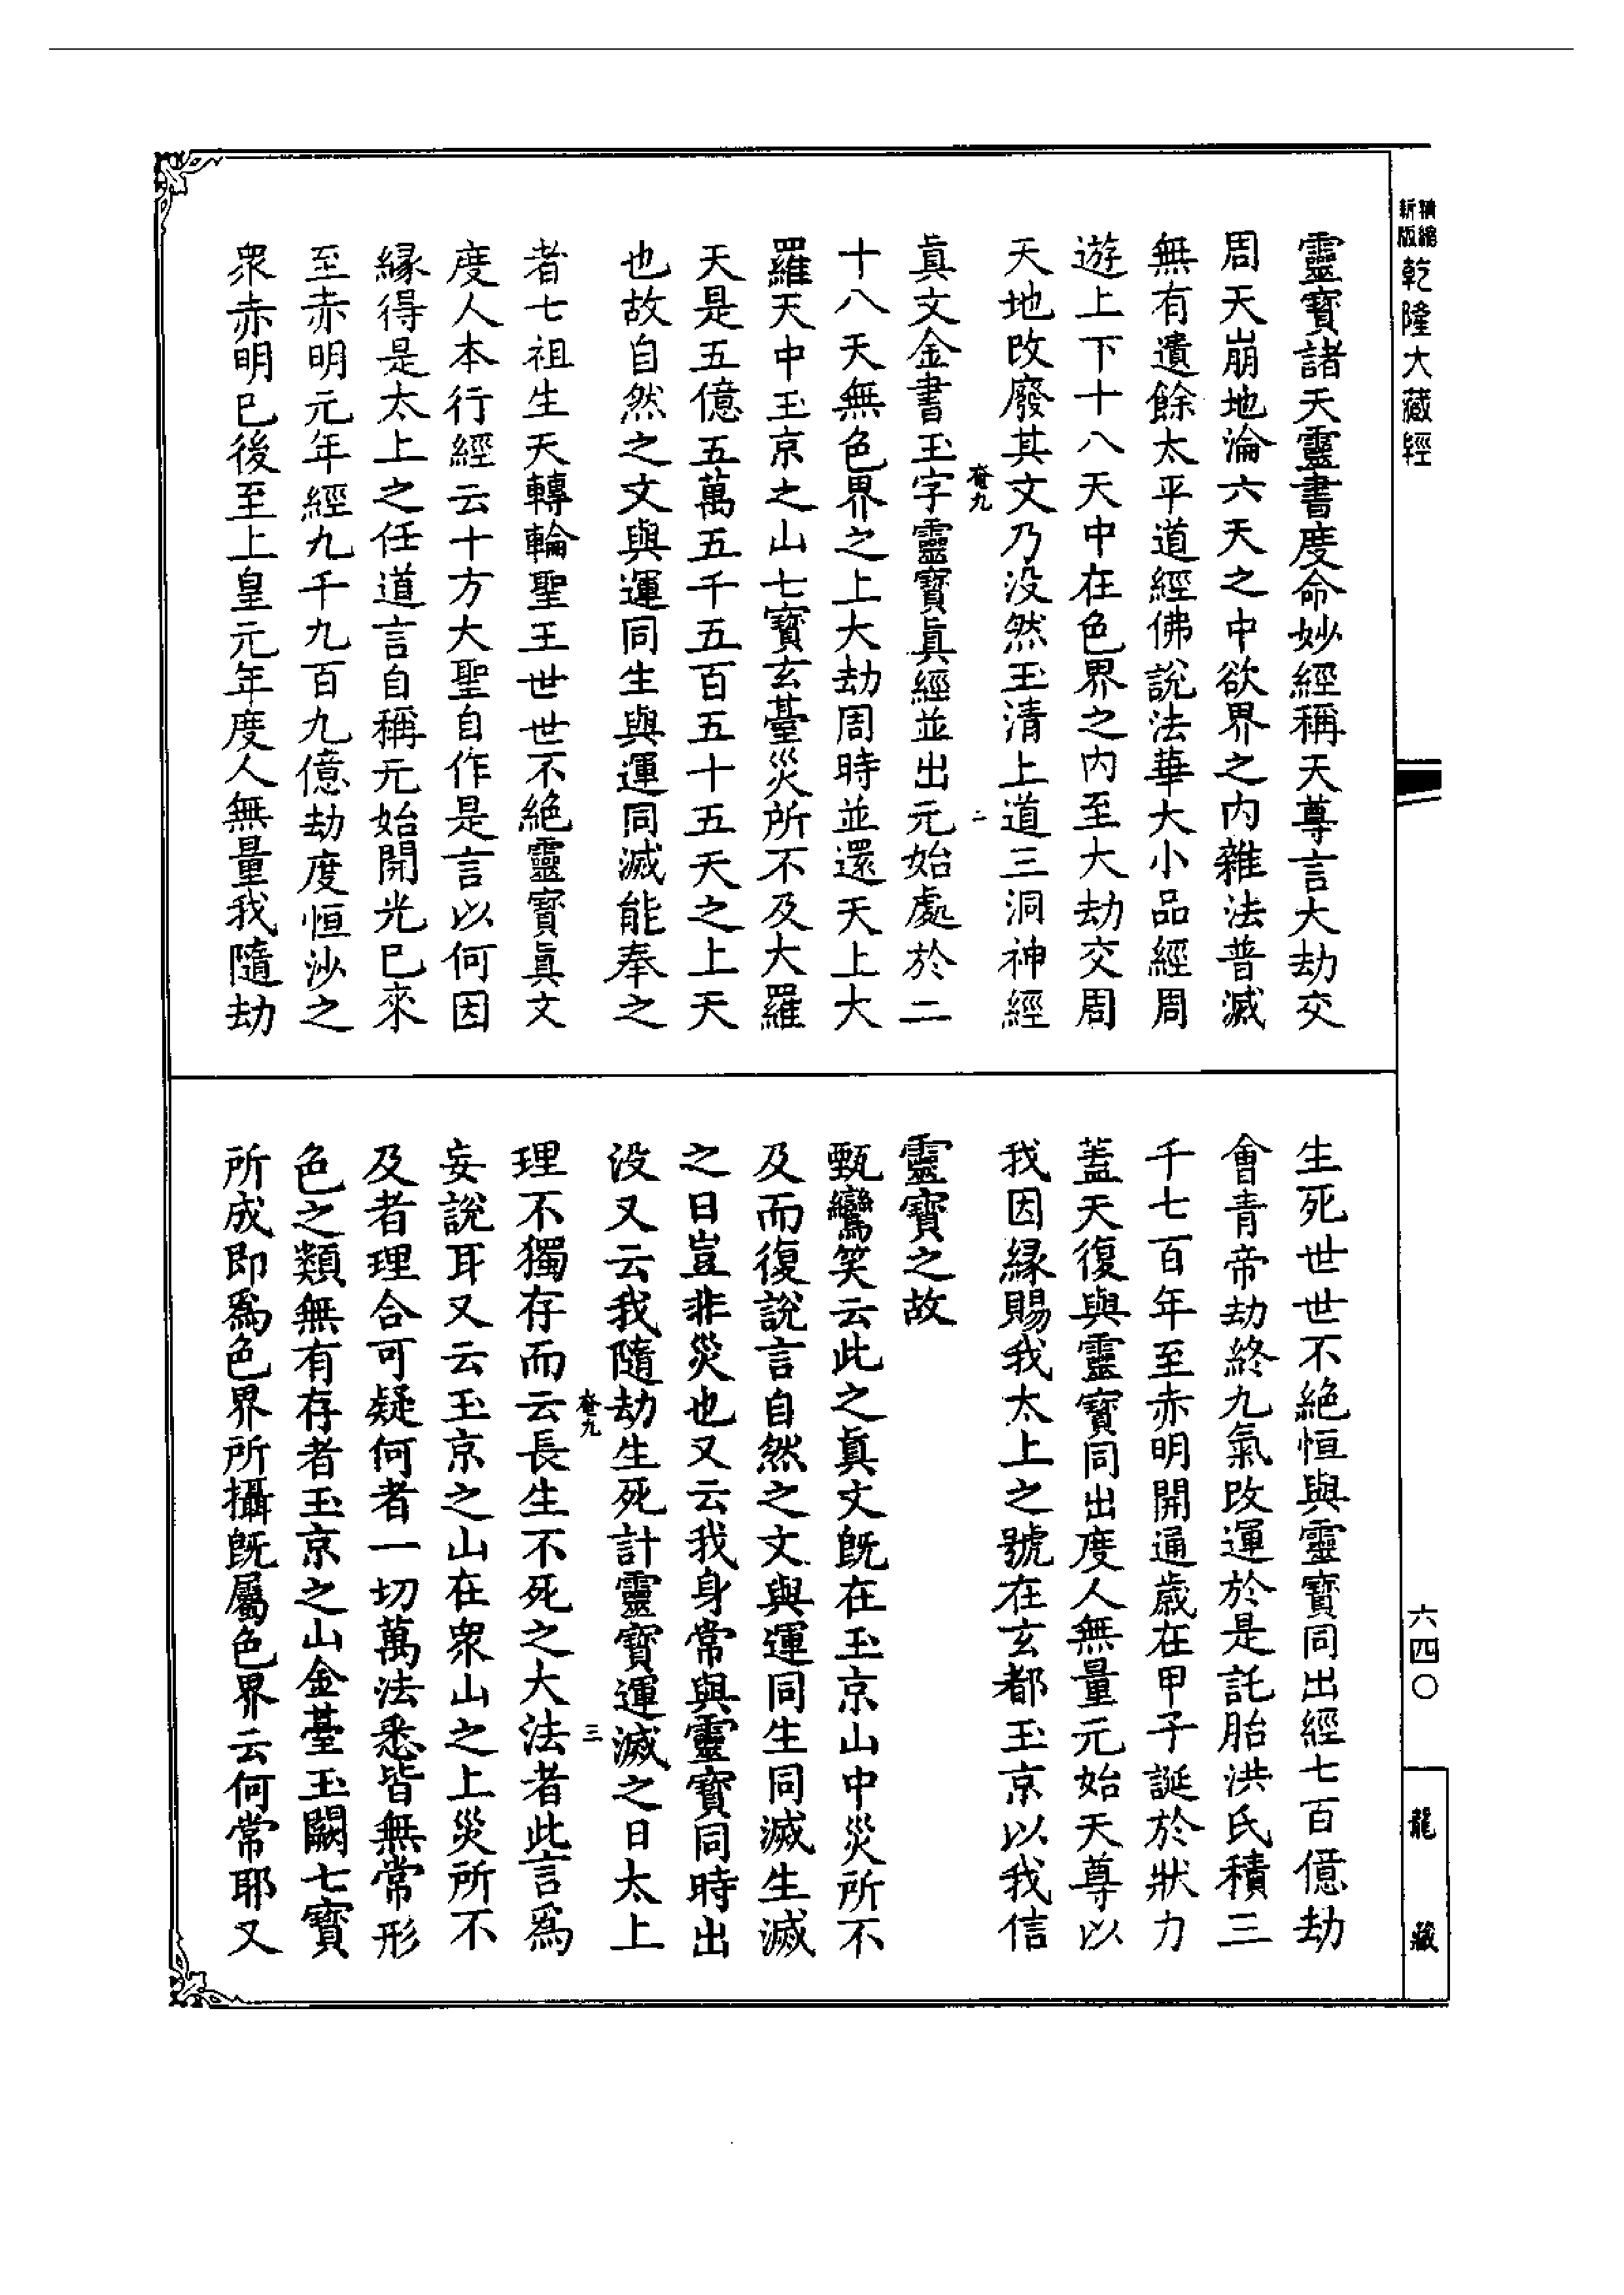 精縮新版乾隆大藏經
靈寶諸天靈書度命妙經稱天尊言大劫交
周天崩地淪六天之中欲界之內雜法普滅
無有遺餘太平道經佛說法華大小品經周
遊上下十八天中在色界之內至大劫交周
天地改廢其文乃没然玉清上道三洞神經
卷九 二
眞文金書玉字靈寶眞經並出元始處於二
十八天無色界之上大劫周時並還天上大
羅天中玉京之山七寶玄臺災所不及大羅
天是五億五萬五千五百五十五天之上天
也故自然之文與運同生與運同滅能奉之
者七祖生天轉輪聖王世世不絕靈寶眞文
度人本行經云十方大聖自作是言以何因
緣得是太上之任道言自稱元始開光已來
至赤明元年經九千九百九億劫度恒沙之
眾赤明已後至上皇元年度人無量我隨劫
生死世世不絕恒與靈寶同出經七百億劫
會青帝劫終九氣改運於是託胎洪氏積三
千七百年至赤明開通歲在甲子誕於狀力
蓋天復與靈寶同出度人無量元始天尊以
我因緣賜我太上之號在玄都玉京以我信
靈寶之故
甄鸞笑云此之眞文旣在玉京山中災所不
及而復說言自然之文與運同生同滅生滅
之日豈非災也又云我身常與靈寶同時出
没又云我隨劫生死計靈寶運滅之日太上
卷九 三
理不獨存而云長生不死之大法者此言爲
妄說耳又云玉京之山在眾山之上災所不
及者理合可疑何者一切萬法悉皆無常形
色之類無有存者玉京之山金臺玉闕七寶
所成即爲色界所攝旣屬色界云何常耶又
六四〇
龍藏